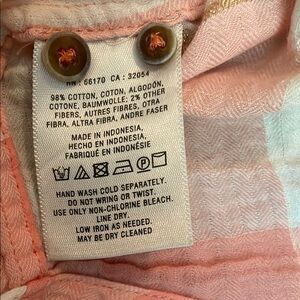 RN : 66170 CA : 32054
98% COTTON, COTON, ALGODÓN,
COTONE, BAUMWOLLE; 2% OTHER
FIBERS, AUTRES FIBRES, OTRA
FIBRA, ALTRA FIBRA, ANDRE FASER
MADE IN INDONESIA,
HECHO EN INDONESIA,
FABRIQUÉ EN INDONÉSIE
HAND WASH COLD SEPARATELY.
DO NOT WRING OR TWIST.
USE ONLY NON-CHLORINE BLEACH.
LINE DRY.
LOW IRON AS NEEDED.
MAY BE DRY CLEANED